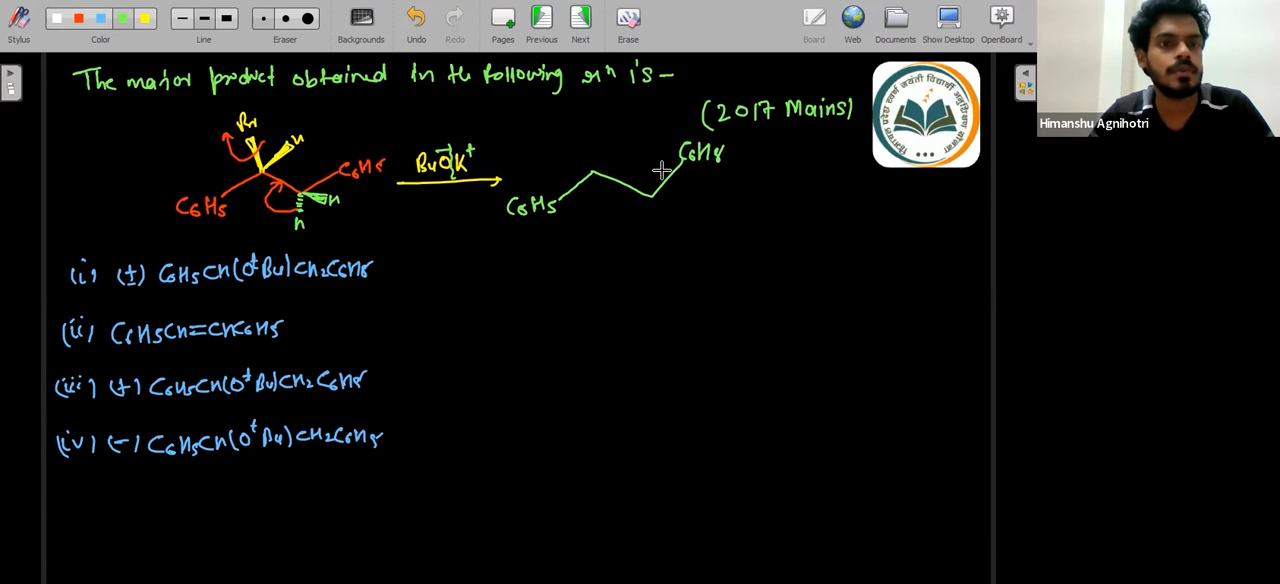 Stylus
Color
Line
Eraser
Backgrounds
Undo
Redo
Pages
Previous
Next
Erase
Board
Web
Documents
Show Desktop
OpenBoard
The major product obtained in the following rxn is-
(2017 Mains)
Himanshu Agnihotri
Br
H
C6H5
C6H5
H
H
BuO⁻K⁺
C6H5
C6H5
(i) (±) C6H5CH(OᵗBu)CH2C6H5
(ii) C6H5CH=CHC6H5
(iii) (+) C6H5CH(OᵗBu)CH2C6H5
(iv) (-) C6H5CH(OᵗBu)CH2C6H5